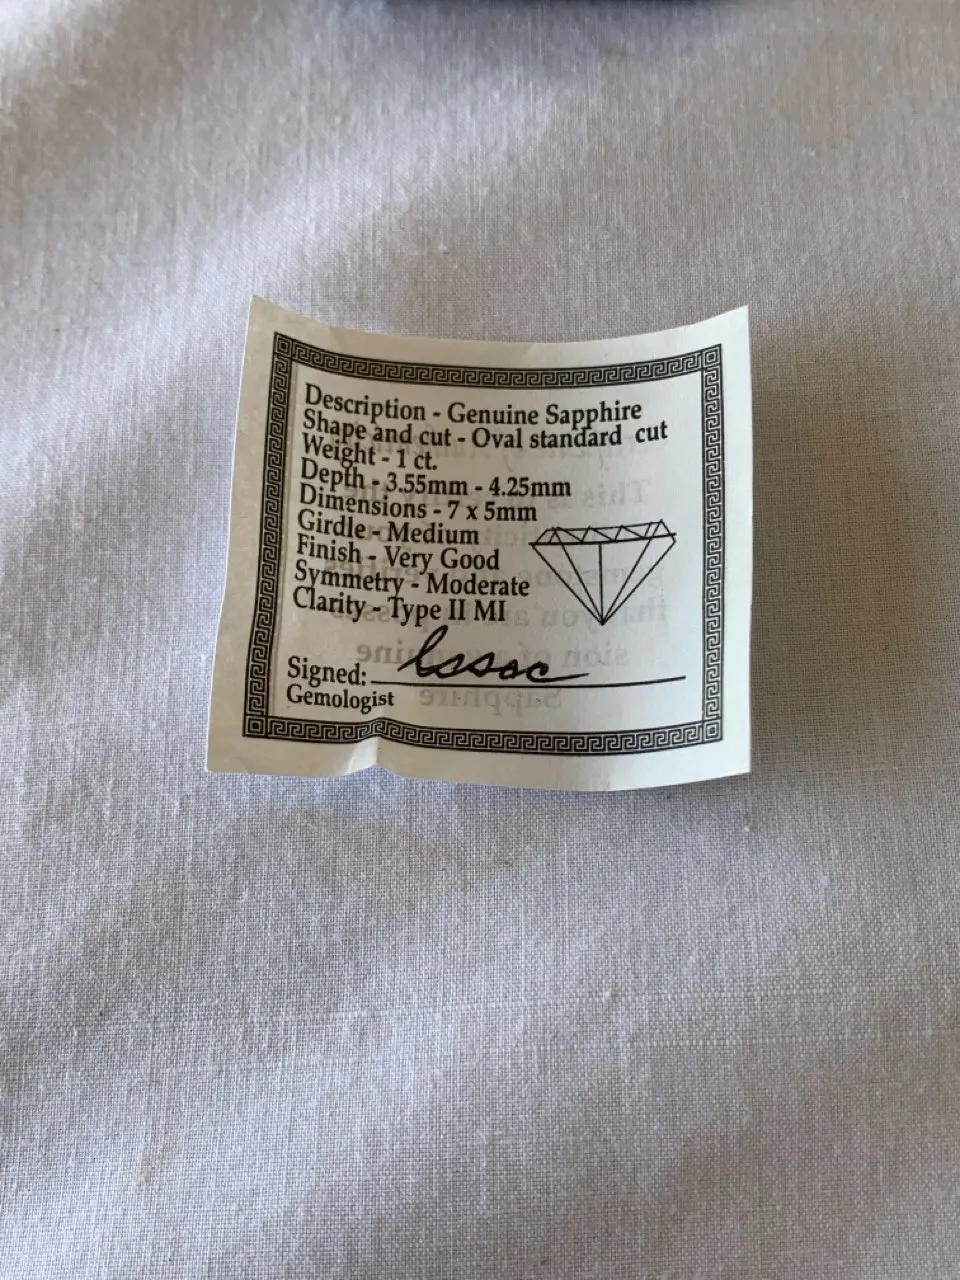 Description - Genuine Sapphire
Shape and cut - Oval standard cut
Weight - 1 ct.
Depth - 3.55mm - 4.25mm
Dimensions - 7 x 5mm
Girdle - Medium
Finish - Very Good
Symmetry - Moderate
Clarity - Type II MI
Signed:
Gemologist